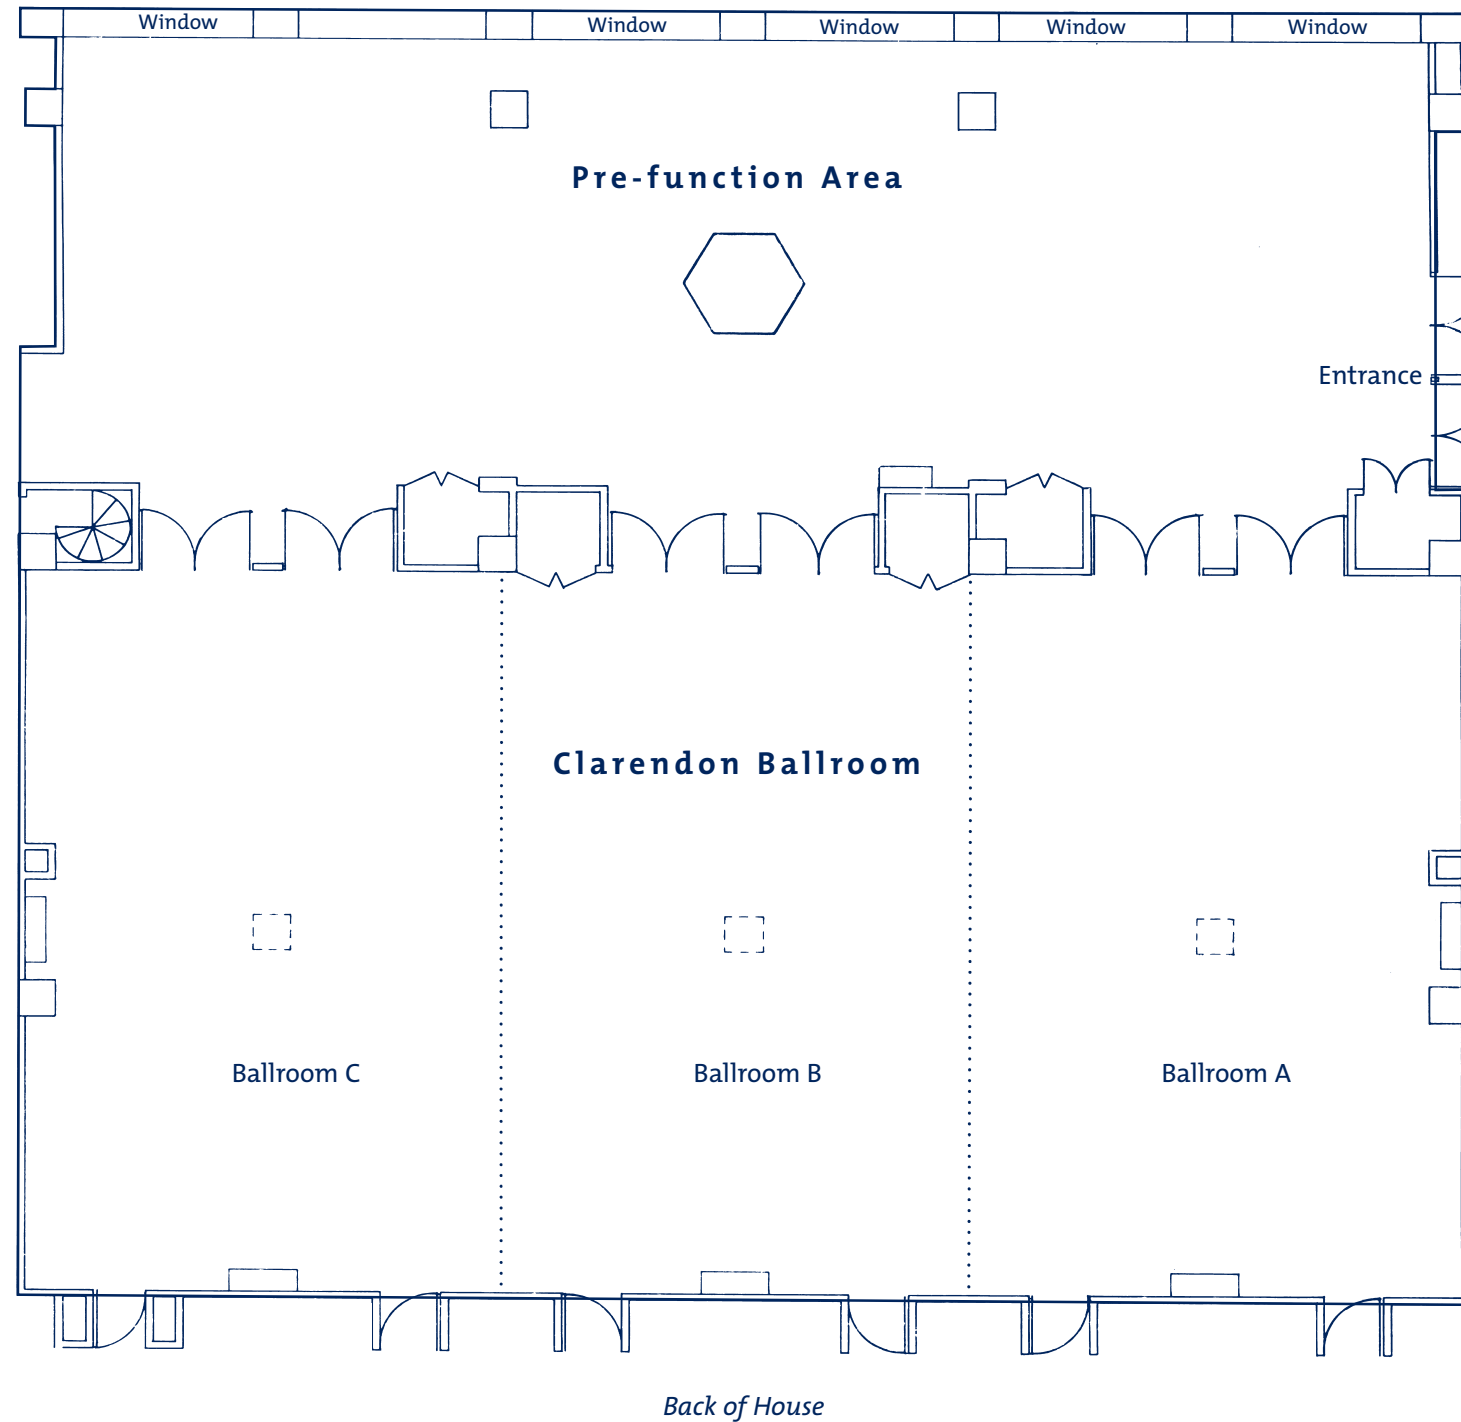 Window
Window
Window
Window
Window
Pre-function Area
Entrance
Clarendon Ballroom
Ballroom C
Ballroom B
Ballroom A
Back of House